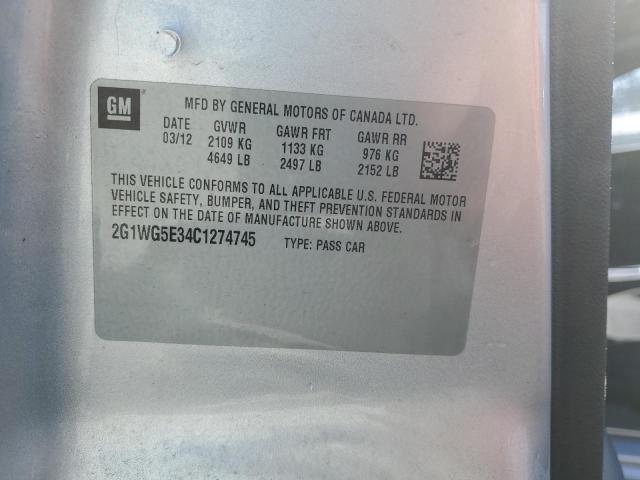 GM
MFD BY GENERAL MOTORS OF CANADA LTD.
DATE GVWR GAWR FRT GAWR RR
03/12 2109 KG 1133 KG 976 KG
4649 LB 2497 LB 2152 LB
THIS VEHICLE CONFORMS TO ALL APPLICABLE U.S. FEDERAL MOTOR
VEHICLE SAFETY, BUMPER, AND THEFT PREVENTION STANDARDS IN
EFFECT ON THE DATE OF MANUFACTURE SHOWN ABOVE.
2G1WG5E34C1274745 TYPE: PASS CAR